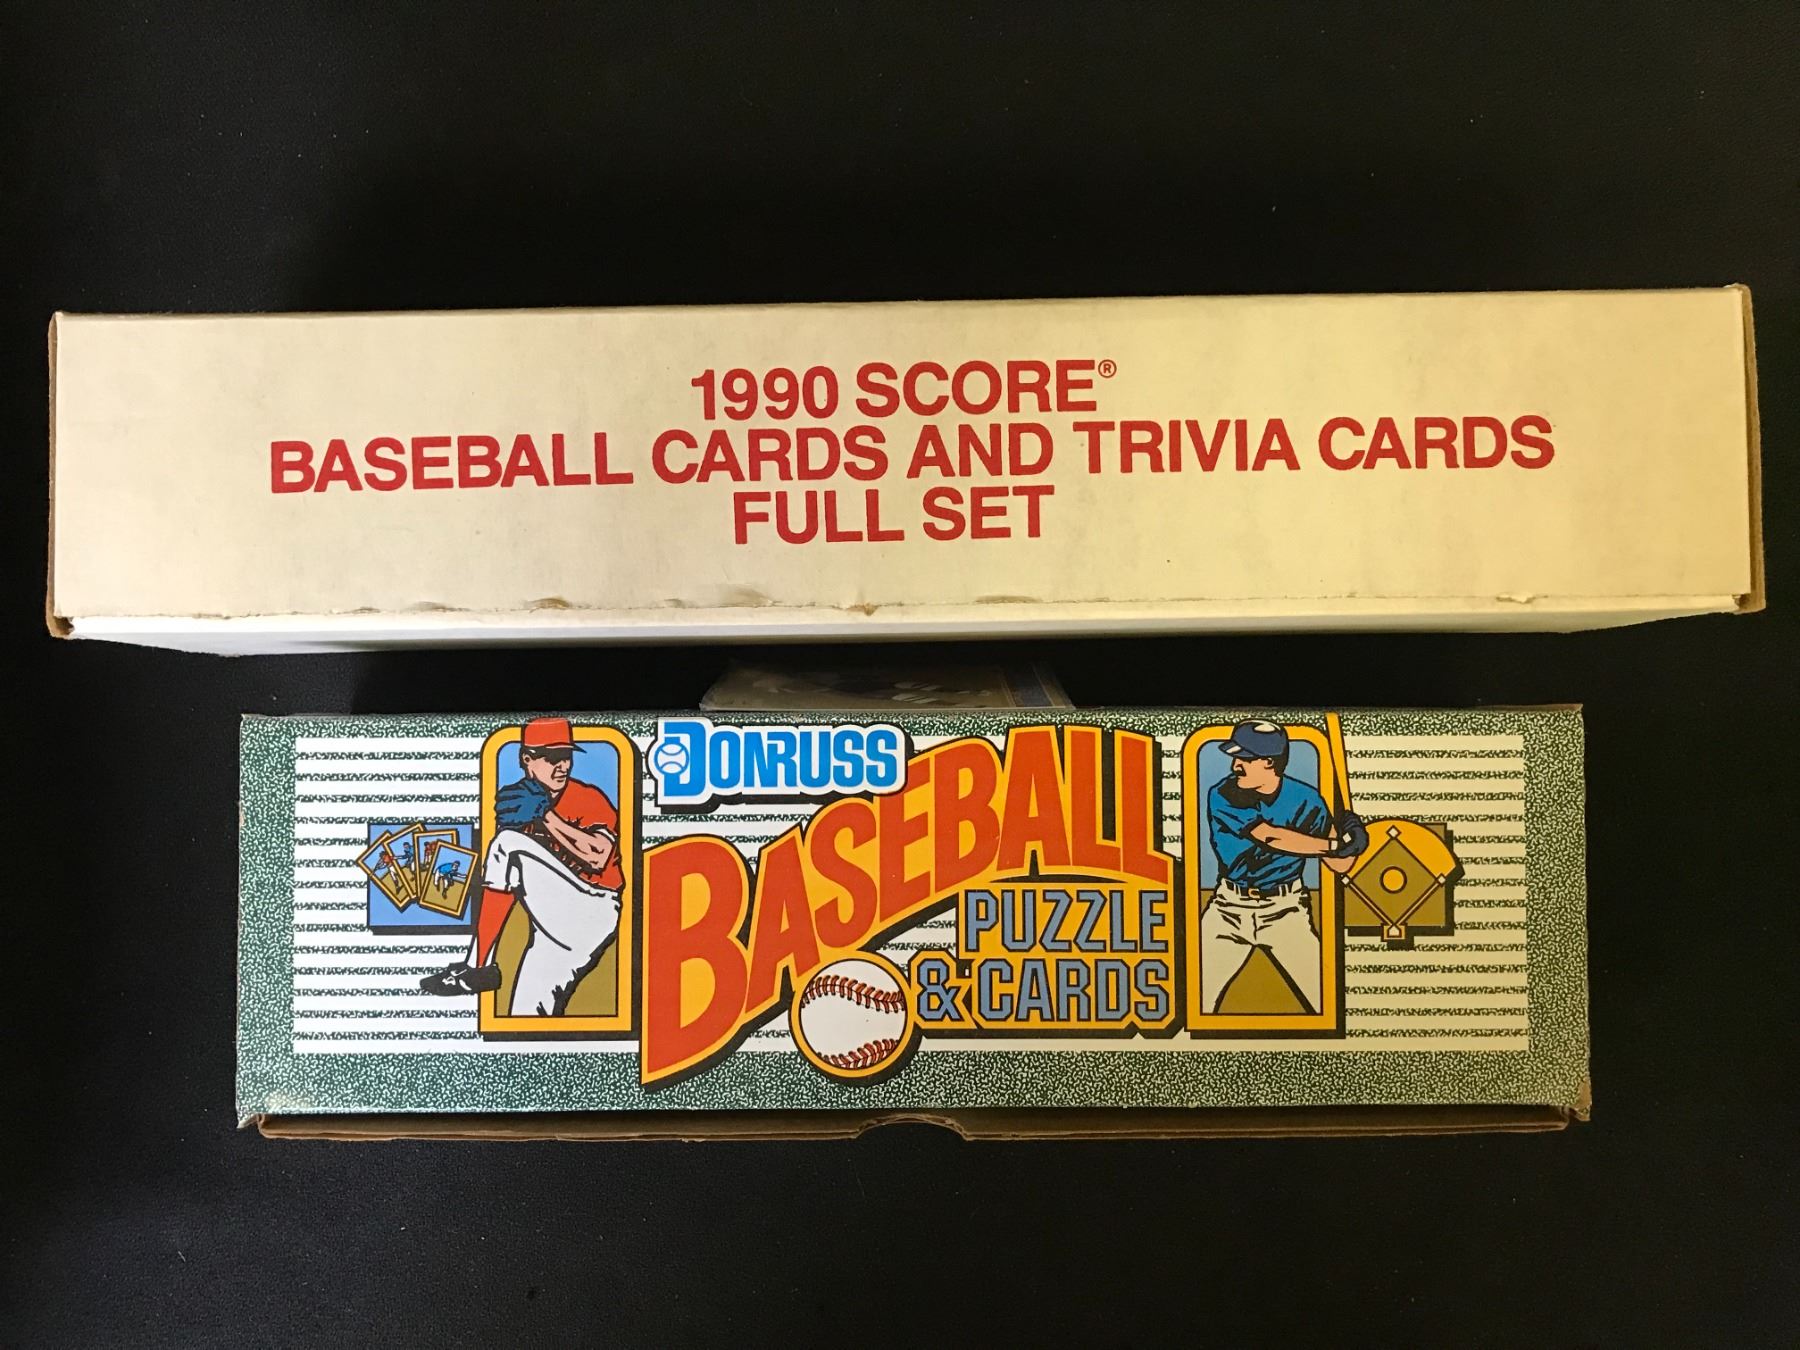 1990 SCORE®
BASEBALL CARDS AND TRIVIA CARDS
FULL SET
DONRUSS
BASEBALL
PUZZLE
& CARDS